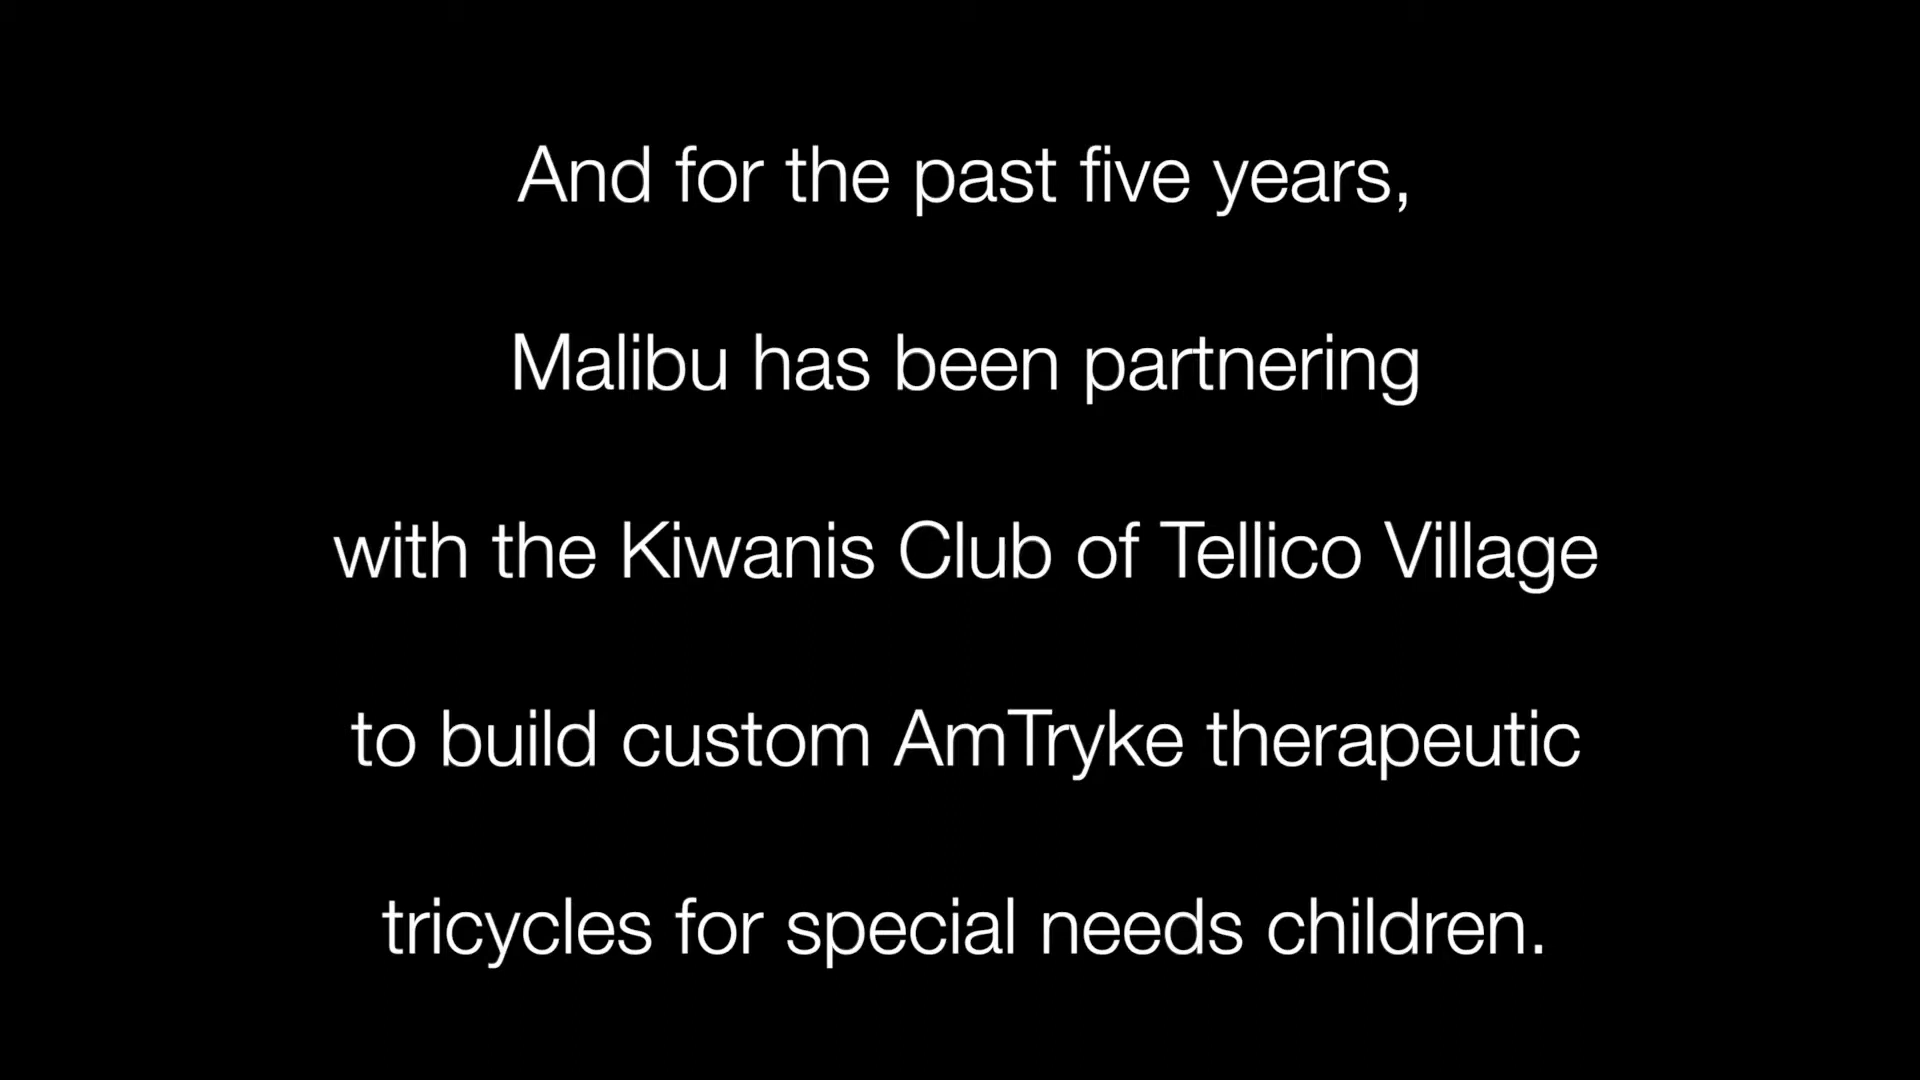 And for the past five years,
Malibu has been partnering
with the Kiwanis Club of Tellico Village
to build custom AmTryke therapeutic
tricycles for special needs children.